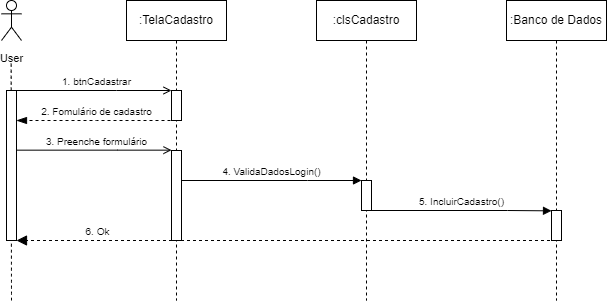 :TelaCadastro
:clsCadastro
:Banco de Dados
User
1. btnCadastrar
2. Fomulário de cadastro
3. Preenche formulário
4. ValidaDadosLogin()
5. IncluirCadastro()
6. Ok